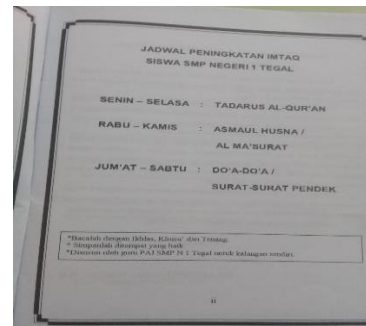 JADWAL PENINGKATAN IMTAQ
SISWA SMP NEGERI 1 TEGAL
SENIN – SELASA : TADARUS AL-QUR'AN
RABU – KAMIS : ASMAUL HUSNA /
AL MA'SURAT
JUM'AT – SABTU : DO'A-DO'A /
SURAT-SURAT PENDEK
*Bacalah dengan Ikhlas, Khusu' dan Tenang.
* Simpanlah ditempat yang baik.
*Disusun oleh guru PAI SMP N 1 Tegal untuk kalangan sendiri.
ii